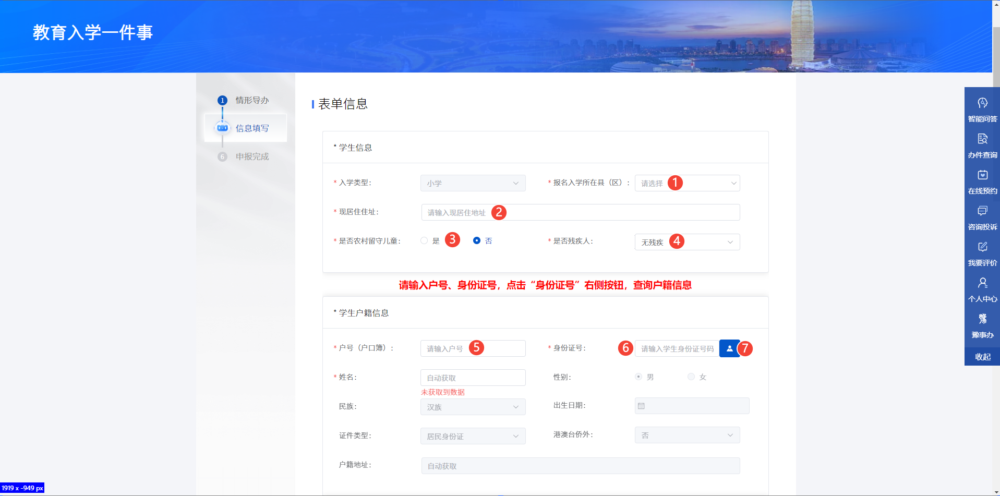 教育入学一件事
1 情形导办
信息填写
6 申报完成
表单信息
* 学生信息
* 入学类型： 小学 * 报名入学所在县（区）： 请选择 1
* 现居住住址： 请输入现居住地址 2
* 是否农村留守儿童： 是 3 否 * 是否残疾人： 无残疾 4
请输入户号、身份证号，点击“身份证号”右侧按钮，查询户籍信息
* 学生户籍信息
* 户号（户口簿）： 请输入户号 5 * 身份证号： 6 请输入学生身份证号码 7
* 姓名： 自动获取 性别： 男 女
未获取到数据
民族： 汉族 出生日期：
证件类型： 居民身份证 港澳台侨外： 否
户籍地址： 自动获取
智能问答
办件查询
在线预约
咨询投诉
我要评价
个人中心
豫事办
收起
1919 x -949 px